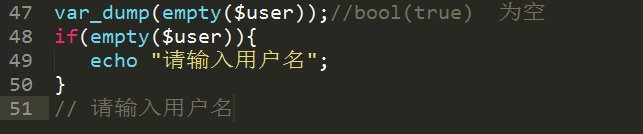 47 var_dump(empty($user));//bool(true)  为空
48 if(empty($user)){
49    echo "请输入用户名";
50 }
51 // 请输入用户名